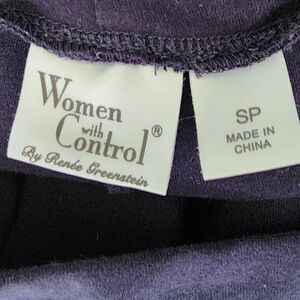 Women
with
Control®
By Renée Greenstein
SP
MADE IN
CHINA